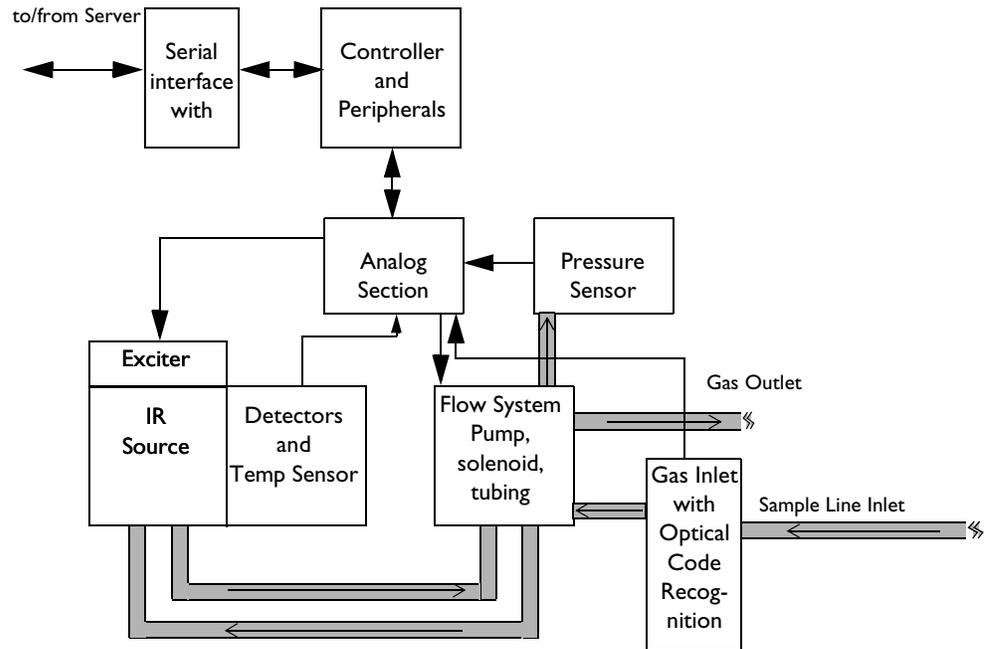 to/from Server
Serial
interface
with
Controller
and
Peripherals
Analog
Section
Pressure
Sensor
Exciter
IR
Source
Detectors
and
Temp Sensor
Flow System
Pump,
solenoid,
tubing
Gas Outlet
Gas Inlet
with
Optical
Code
Recog-
nition
Sample Line Inlet